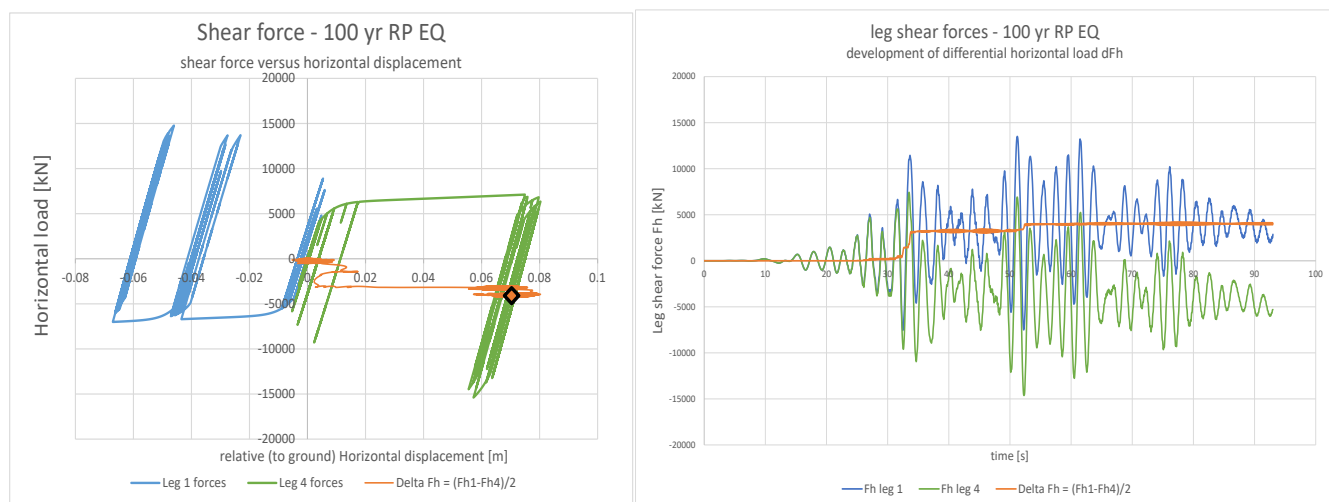 Shear force - 100 yr RP EQ
shear force versus horizontal displacement
Horizontal load [kN]
20000
15000
10000
5000
0
-5000
-10000
-15000
-20000
-0.08
-0.06
-0.04
-0.02
0.00
0.02
0.04
0.06
0.08
0.1
relative (to ground) Horizontal displacement [m]
Leg 1 forces
Leg 4 forces
Delta Fh = (Fh1-Fh4)/2
leg shear forces - 100 yr RP EQ
development of differential horizontal load dFh
Leg shear force FFh [kN]
20000
15000
10000
5000
0
-5000
-10000
-15000
-20000
0
10
20
30
40
50
60
70
80
90
100
time [s]
Fh leg 1
Fh leg 4
Delta Fh = (Fh1-Fh4)/2